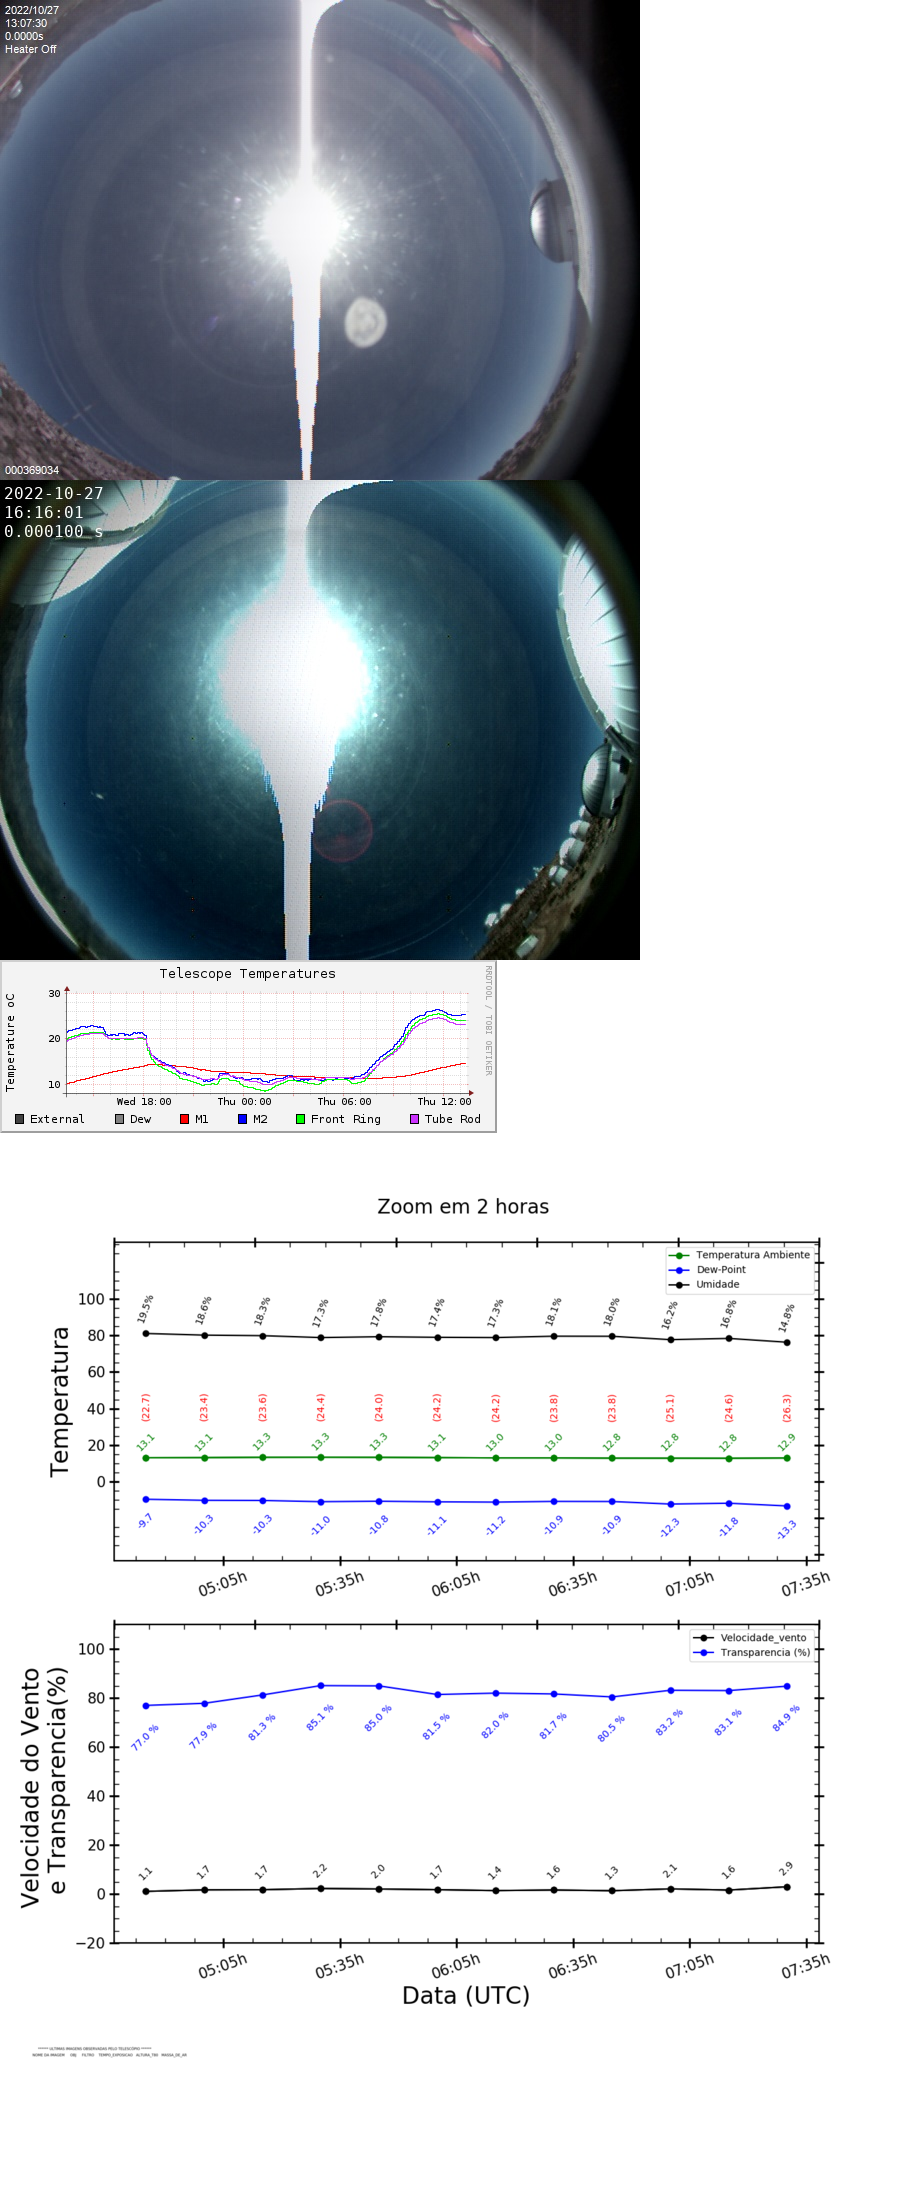 2022/10/27
13:07:30
0.0000s
Heater Off
000369034
2022-10-27
16:16:01
0.000100 s
Telescope Temperatures
RRDTOOL / TOBI OETIKER
Temperature oC
30
20
10
Wed 18:00 Thu 00:00 Thu 06:00 Thu 12:00
External Dew M1 M2 Front Ring Tube Rod
Zoom em 2 horas
Temperatura
Temperatura Ambiente
Dew-Point
Umidade
100
80
60
40
20
0
19.5% 18.6% 18.3% 17.3% 17.8% 17.4% 17.3% 18.1% 18.0% 16.2% 16.8% 14.8%
(22.7) (23.4) (23.6) (24.4) (24.0) (24.2) (24.2) (23.8) (23.8) (25.1) (24.6) (26.3)
13.1 13.1 13.3 13.3 13.3 13.1 13.0 13.0 12.8 12.8 12.8 12.9
-9.7 -10.3 -10.3 -11.0 -10.8 -11.1 -11.2 -10.9 -10.9 -12.3 -11.8 -13.3
05:05h 05:35h 06:05h 06:35h 07:05h 07:35h
Velocidade do Vento
e Transparencia(%)
Velocidade_vento
Transparencia (%)
100
80
60
40
20
0
−20
77.0 % 77.9 % 81.3 % 85.1 % 85.0 % 81.5 % 82.0 % 81.7 % 80.5 % 83.2 % 83.1 % 84.9 %
1.1 1.7 1.7 2.2 2.0 1.7 1.4 1.6 1.3 2.1 1.6 2.9
05:05h 05:35h 06:05h 06:35h 07:05h 07:35h
Data (UTC)
****** ULTIMAS IMAGENS OBSERVADAS PELO TELESCOPIO ******
NOME DA IMAGEM OBJ FILTRO TEMPO_EXPOSICAO ALTURA_TEB MASSA_DE_AR